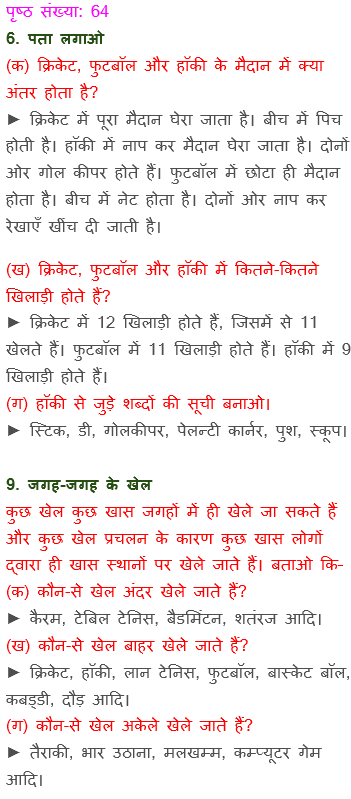 पृष्ठ संख्या: 64
6. पता लगाओ
(क) क्रिकेट, फुटबॉल और हॉकी के मैदान में क्या
अंतर होता है?
► क्रिकेट में पूरा मैदान घेरा जाता है। बीच में पिच
होती है। हॉकी में नाप कर मैदान घेरा जाता है। दोनों
ओर गोल कीपर होते हैं। फुटबॉल में छोटा ही मैदान
होता है। बीच में नेट होता है। दोनों ओर नाप कर
रेखाएँ खींच दी जाती है।
(ख) क्रिकेट, फुटबॉल और हॉकी में कितने-कितने
खिलाड़ी होते हैं?
► क्रिकेट में 12 खिलाड़ी होते हैं, जिसमें से 11
खेलते हैं। फुटबॉल में 11 खिलाड़ी होते हैं। हॉकी में 9
खिलाड़ी होते हैं।
(ग) हॉकी से जुड़े शब्दों की सूची बनाओ।
► स्टिक, डी, गोलकीपर, पेलन्टी कार्नर, पुश, स्कूप।
9. जगह-जगह के खेल
कुछ खेल कुछ खास जगहों में ही खेले जा सकते हैं
और कुछ खेल प्रचलन के कारण कुछ खास लोगों
द्वारा ही खास स्थानों पर खेले जाते हैं। बताओ कि-
(क) कौन-से खेल अंदर खेले जाते हैं?
► कैरम, टेबिल टेनिस, बैडमिंटन, शतरंज आदि।
(ख) कौन-से खेल बाहर खेले जाते हैं?
► क्रिकेट, हॉकी, लान टेनिस, फुटबॉल, बास्केट बॉल,
कबड्डी, दौड़ आदि।
(ग) कौन-से खेल अकेले खेले जाते हैं?
► तैराकी, भार उठाना, मलखम्म, कम्प्यूटर गेम
आदि।